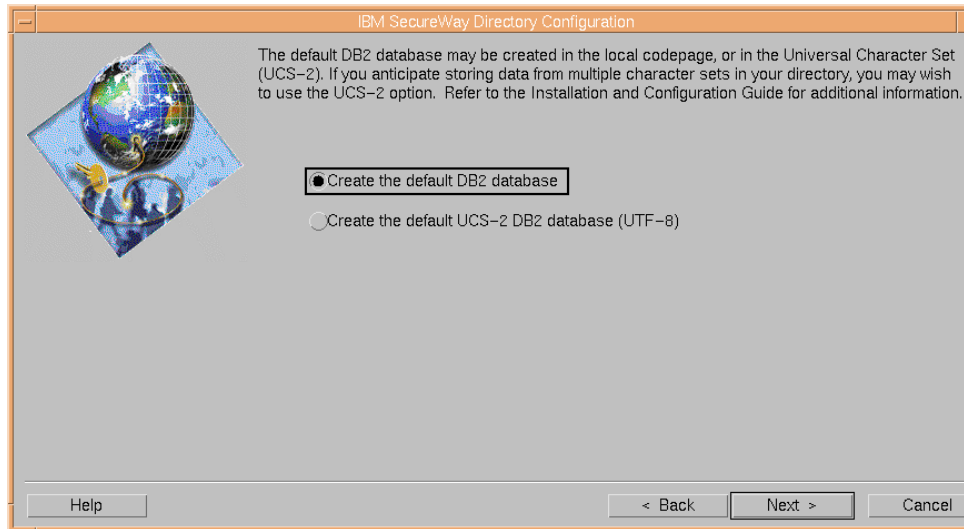 IBM SecureWay Directory Configuration
The default DB2 database may be created in the local codepage, or in the Universal Character Set
(UCS-2). If you anticipate storing data from multiple character sets in your directory, you may wish
to use the UCS-2 option. Refer to the Installation and Configuration Guide for additional information.
Create the default DB2 database
Create the default UCS-2 DB2 database (UTF-8)
Help
< Back
Next >
Cancel